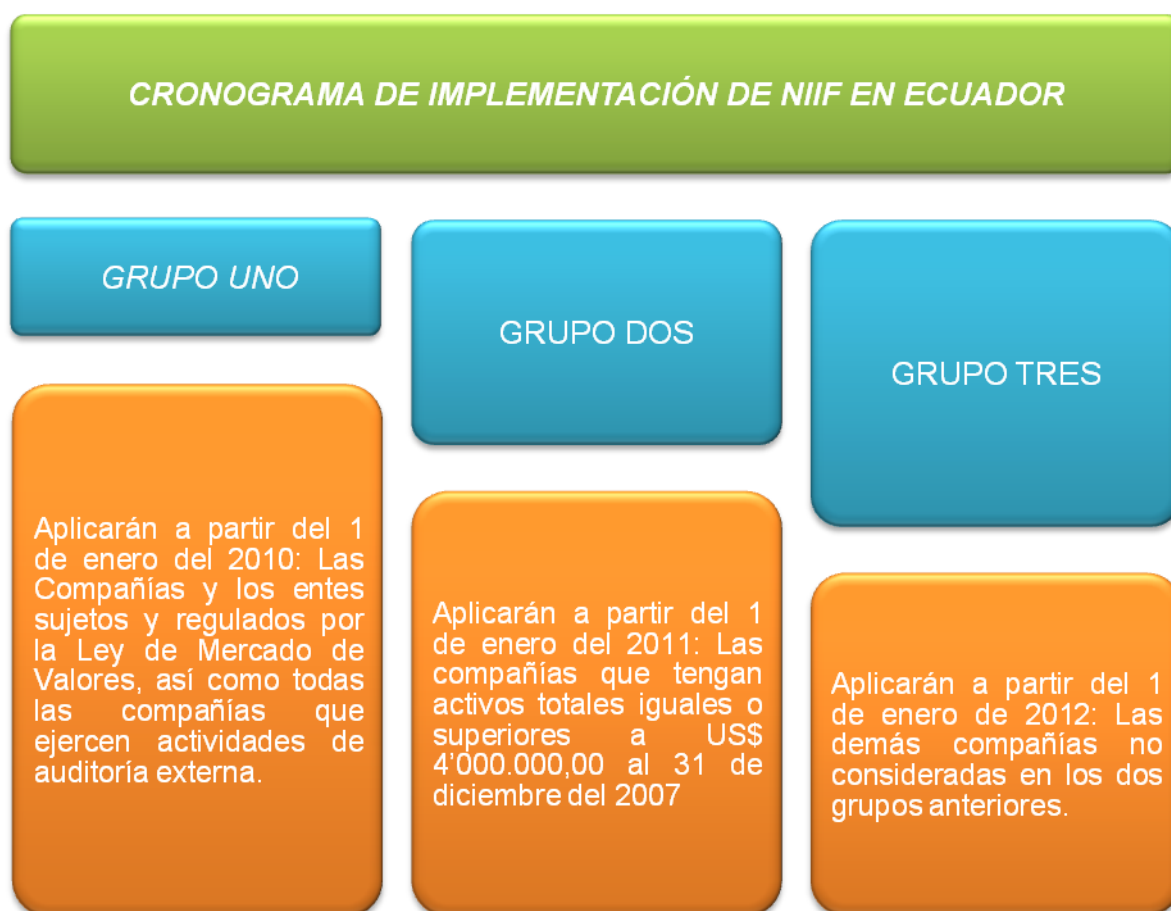 CRONOGRAMA DE IMPLEMENTACIÓN DE NIIF EN ECUADOR
GRUPO UNO
Aplicarán a partir del 1
de enero del 2010: Las
Compañías y los entes
sujetos y regulados por
la Ley de Mercado de
Valores, así como todas
las compañías que
ejercen actividades de
auditoría externa.
GRUPO DOS
Aplicarán a partir del 1
de enero del 2011: Las
compañías que tengan
activos totales iguales o
superiores a US$
4’000.000,00 al 31 de
diciembre del 2007
GRUPO TRES
Aplicarán a partir del 1
de enero de 2012: Las
demás compañías no
consideradas en los dos
grupos anteriores.